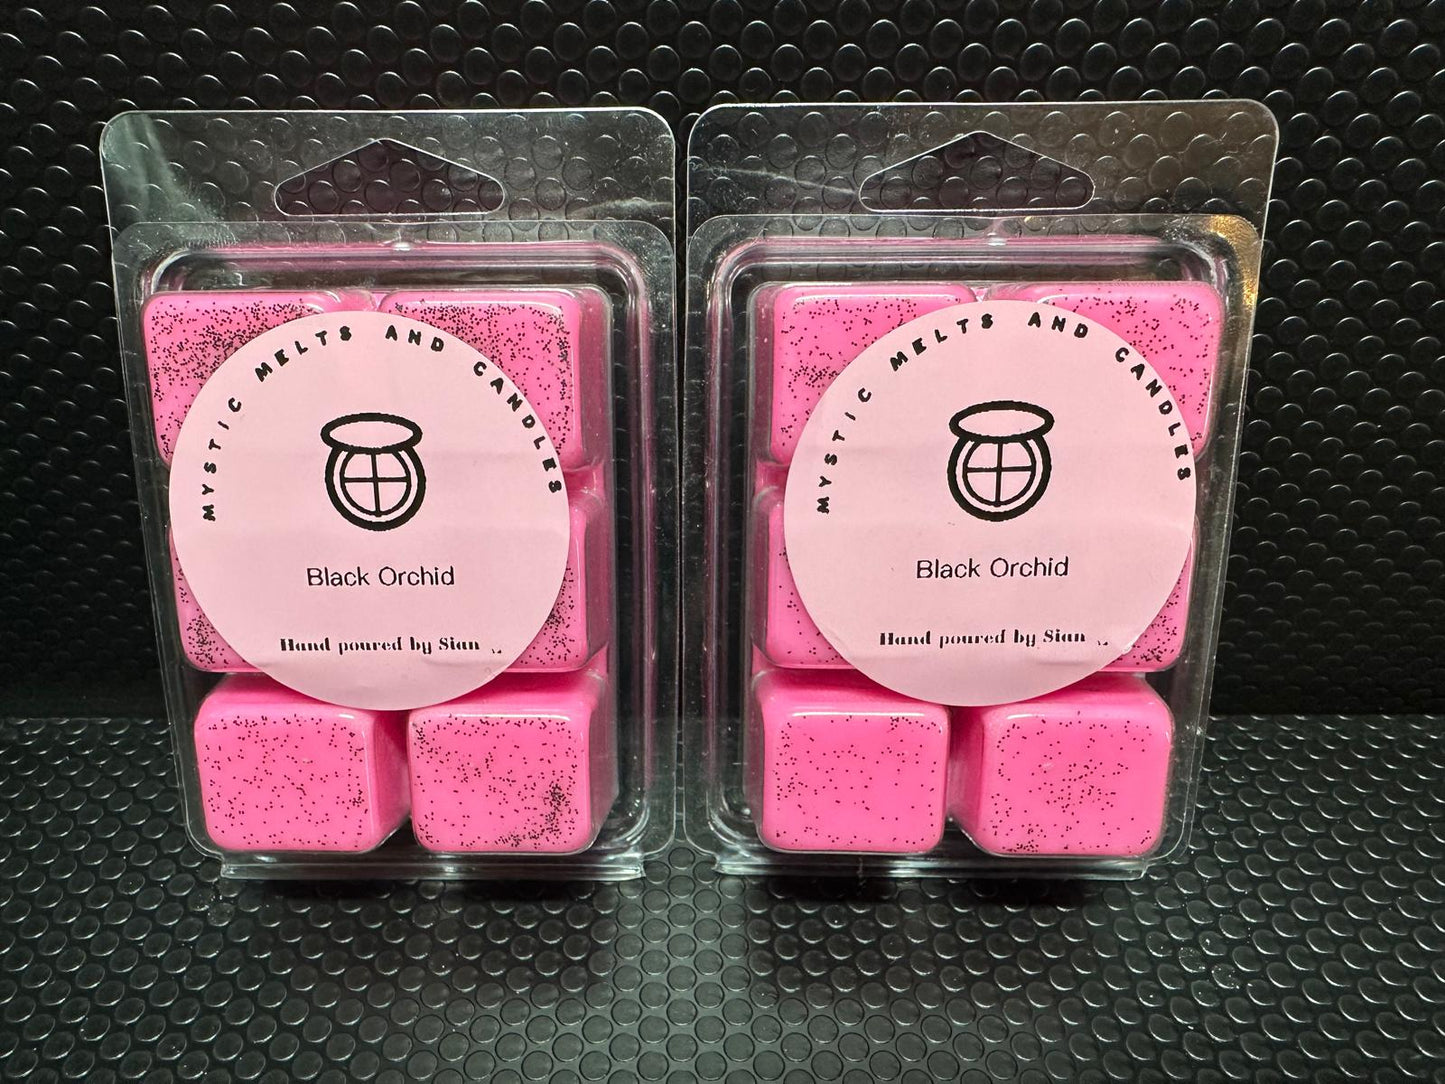 MYSTIC MELTS AND CANDLES
Black Orchid
Hand poured by Sian
MYSTIC MELTS AND CANDLES
Black Orchid
Hand poured by Sian